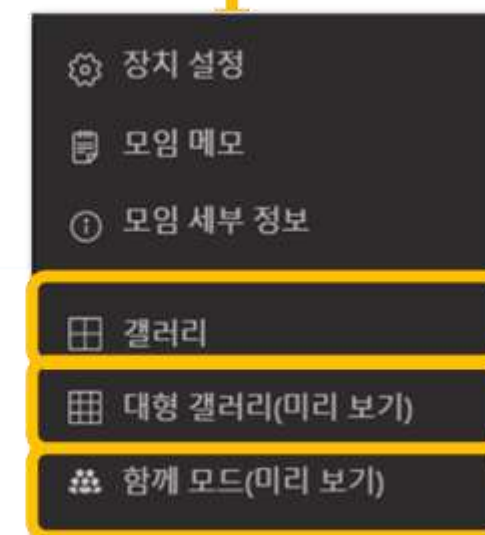 장치 설정
모임 메모
모임 세부 정보
갤러리
대형 갤러리(미리 보기)
함께 모드(미리 보기)